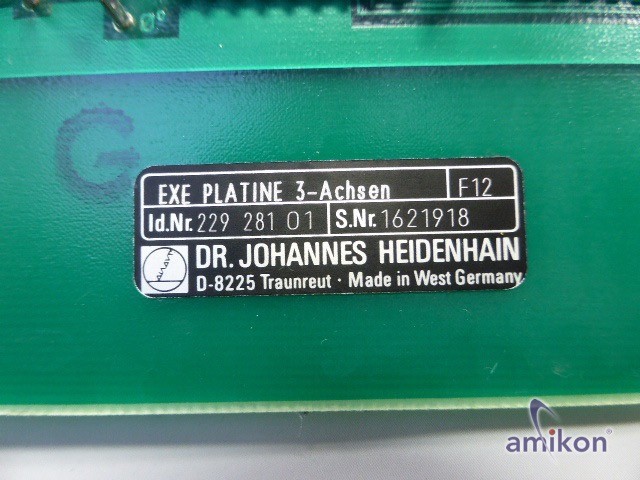 G
EXE PLATINE 3-Achsen F12
Id.Nr. 229 281 01 S.Nr. 1621918
DR. JOHANNES HEIDENHAIN
D-8225 Traunreut · Made in West Germany
amikon®